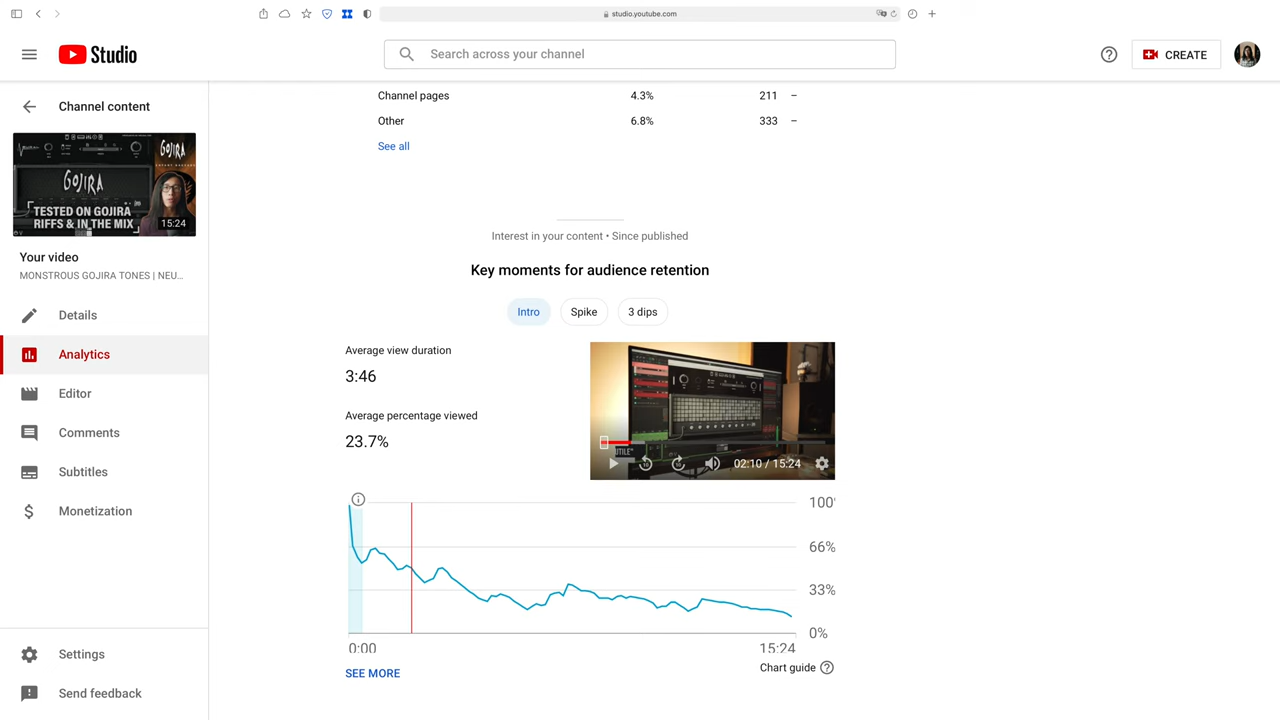 studio.youtube.com
Studio
Search across your channel
CREATE
Channel content
GOJIRA
GOJIRA
TESTED ON GOJIRA
RIFFS & IN THE MIX
15:24
Your video
MONSTROUS GOJIRA TONES | NEU...
Details
Analytics
Editor
Comments
Subtitles
Monetization
Settings
Send feedback
Channel pages 4.3% 211 –
Other 6.8% 333 –
See all
Interest in your content • Since published
Key moments for audience retention
Intro Spike 3 dips
Average view duration
3:46
Average percentage viewed
23.7%
UTILE"
10 10 02:10 / 15:24
100%
66%
33%
0%
0:00 15:24
SEE MORE
Chart guide